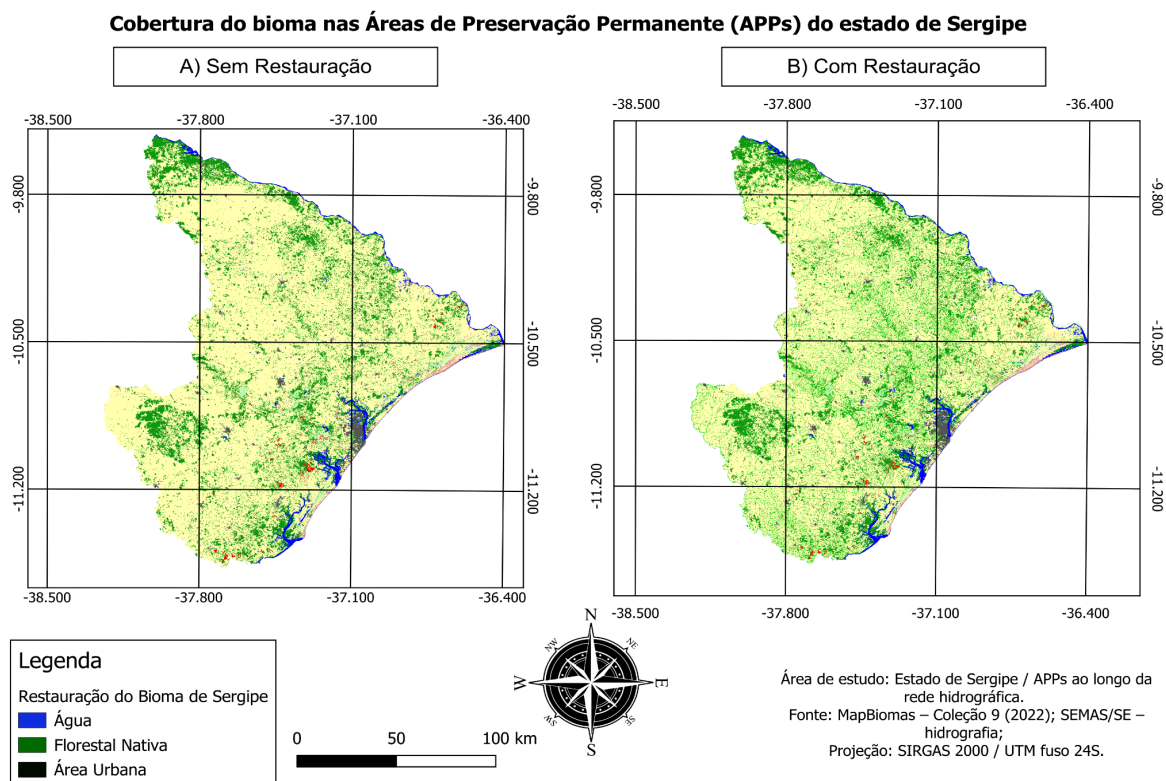 Cobertura do bioma nas Áreas de Preservação Permanente (APPs) do estado de Sergipe
A) Sem Restauração
B) Com Restauração
-38.500 -37.800 -37.100 -36.400
-38.500 -37.800 -37.100 -36.400
-9.800 -9.800
-9.800 -9.800
-10.500 -10.500
-10.500 -10.500
-11.200 -11.200
-11.200 -11.200
-38.500 -37.800 -37.100 -36.400
-38.500 -37.800 -37.100 -36.400
Legenda
Restauração do Bioma de Sergipe
Água
Florestal Nativa
Área Urbana
N
NW NE
W E
SW SE
S
0 50 100 km
Área de estudo: Estado de Sergipe / APPs ao longo da
rede hidrográfica.
Fonte: MapBiomas – Coleção 9 (2022); SEMAS/SE –
hidrografia;
Projeção: SIRGAS 2000 / UTM fuso 24S.